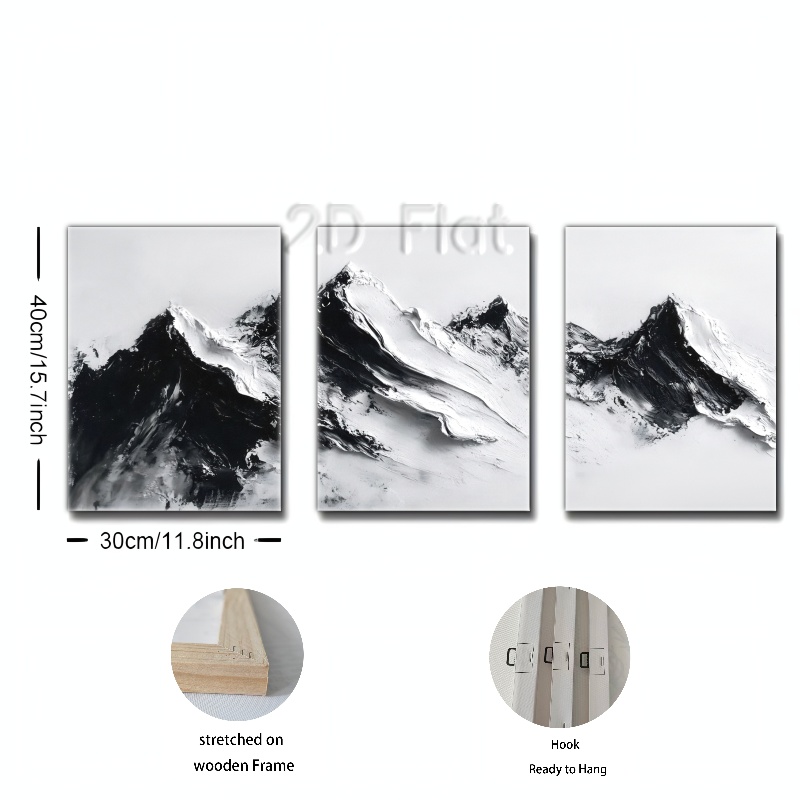 2D Flat.
40cm/15.7inch
30cm/11.8inch
stretched on
wooden Frame
Hook
Ready to Hang